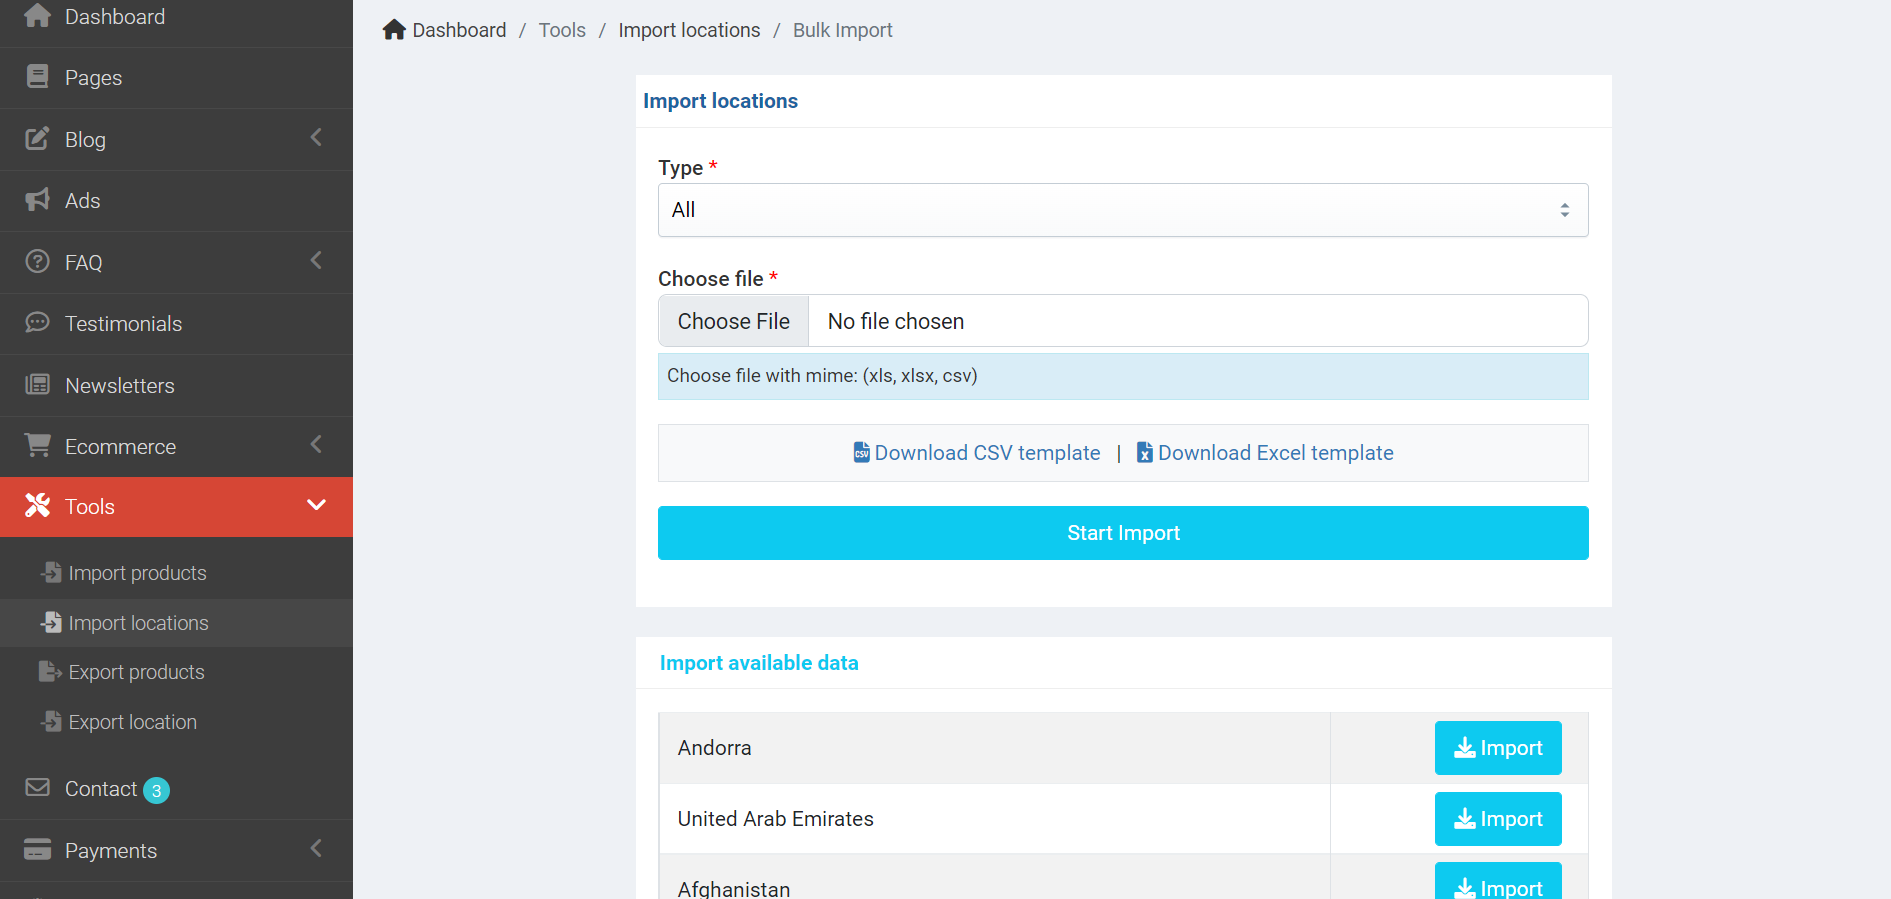 Dashboard
Pages
Blog
Ads
FAQ
Testimonials
Newsletters
Ecommerce
Tools
Import products
Import locations
Export products
Export location
Contact 3
Payments
Dashboard / Tools / Import locations / Bulk Import
Import locations
Type *
All
Choose file *
Choose File No file chosen
Choose file with mime: (xls, xlsx, csv)
Download CSV template | Download Excel template
Start Import
Import available data
Andorra Import
United Arab Emirates Import
Afghanistan Import